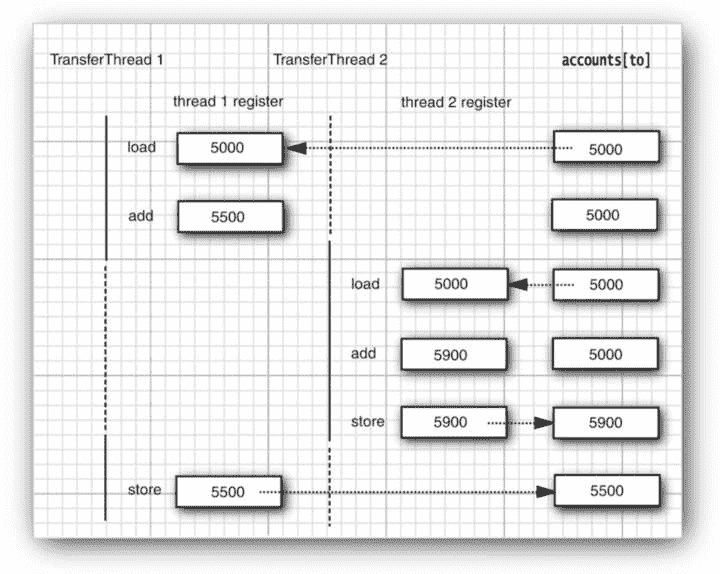 TransferThread 1 TransferThread 2 accounts[to]
thread 1 register thread 2 register
load 5000 5000
add 5500 5000
load 5000 5000
add 5900 5000
store 5900 5900
store 5500 5500